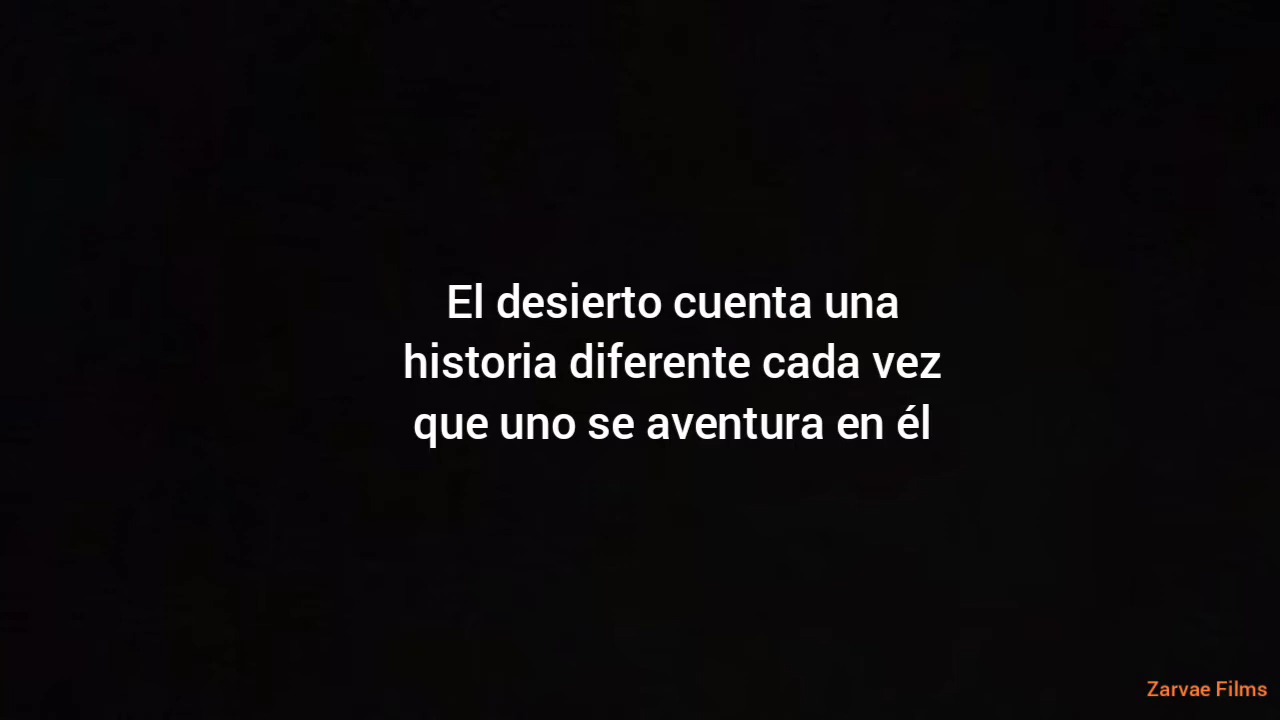 El desierto cuenta una
historia diferente cada vez
que uno se aventura en él
Zarvae Films